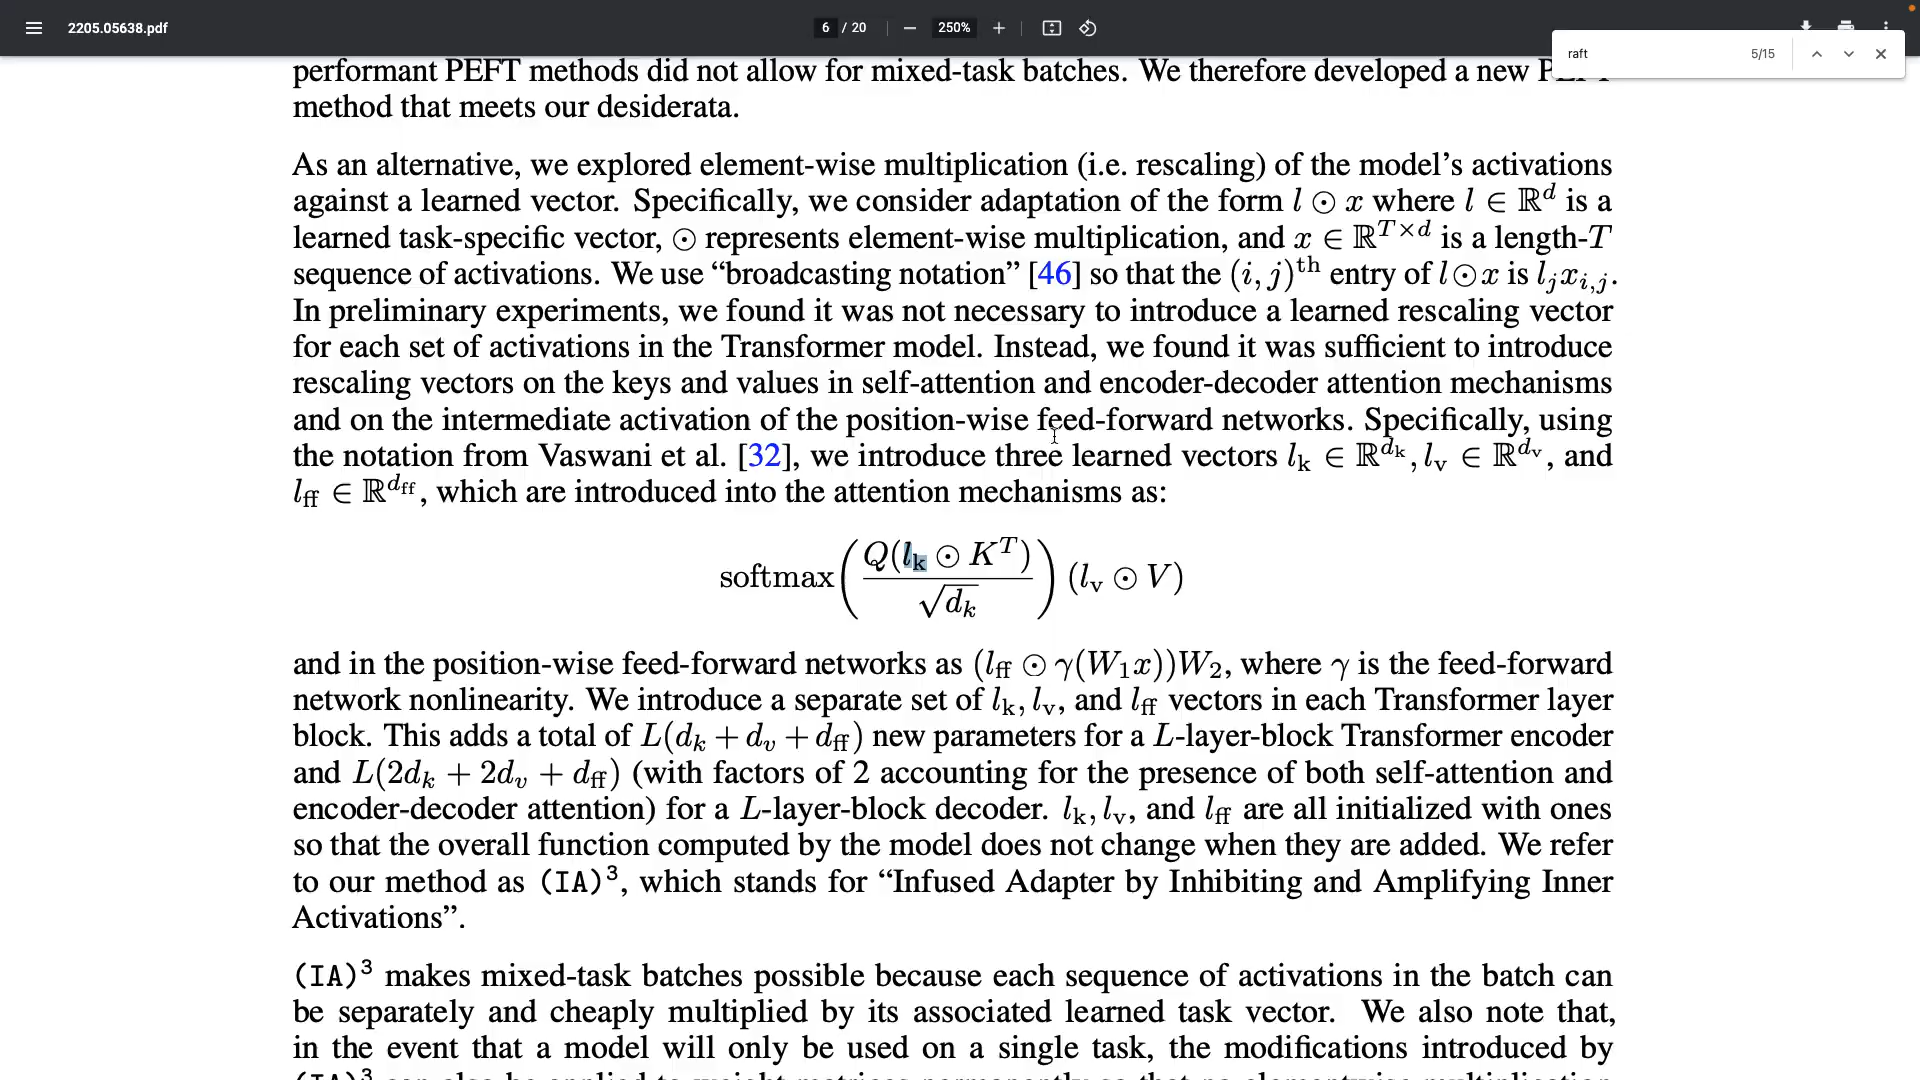 2205.05638.pdf
6 / 20
250%
raft
5/15
performant PEFT methods did not allow for mixed-task batches. We therefore developed a new PEFT
method that meets our desiderata.
As an alternative, we explored element-wise multiplication (i.e. rescaling) of the model’s activations
against a learned vector. Specifically, we consider adaptation of the form l ⊙ x where l ∈ ℝ^d is a
learned task-specific vector, ⊙ represents element-wise multiplication, and x ∈ ℝ^{T×d} is a length-T
sequence of activations. We use “broadcasting notation” [46] so that the (i, j)^th entry of l⊙x is l_j x_{i,j}.
In preliminary experiments, we found it was not necessary to introduce a learned rescaling vector
for each set of activations in the Transformer model. Instead, we found it was sufficient to introduce
rescaling vectors on the keys and values in self-attention and encoder-decoder attention mechanisms
and on the intermediate activation of the position-wise feed-forward networks. Specifically, using
the notation from Vaswani et al. [32], we introduce three learned vectors l_k ∈ ℝ^{d_k}, l_v ∈ ℝ^{d_v}, and
l_ff ∈ ℝ^{d_ff}, which are introduced into the attention mechanisms as:
softmax( Q(l_k ⊙ K^T) / √d_k ) (l_v ⊙ V)
and in the position-wise feed-forward networks as (l_ff ⊙ γ(W_1x))W_2, where γ is the feed-forward
network nonlinearity. We introduce a separate set of l_k, l_v, and l_ff vectors in each Transformer layer
block. This adds a total of L(d_k + d_v + d_ff) new parameters for a L-layer-block Transformer encoder
and L(2d_k + 2d_v + d_ff) (with factors of 2 accounting for the presence of both self-attention and
encoder-decoder attention) for a L-layer-block decoder. l_k, l_v, and l_ff are all initialized with ones
so that the overall function computed by the model does not change when they are added. We refer
to our method as (IA)³, which stands for “Infused Adapter by Inhibiting and Amplifying Inner
Activations”.
(IA)³ makes mixed-task batches possible because each sequence of activations in the batch can
be separately and cheaply multiplied by its associated learned task vector. We also note that,
in the event that a model will only be used on a single task, the modifications introduced by